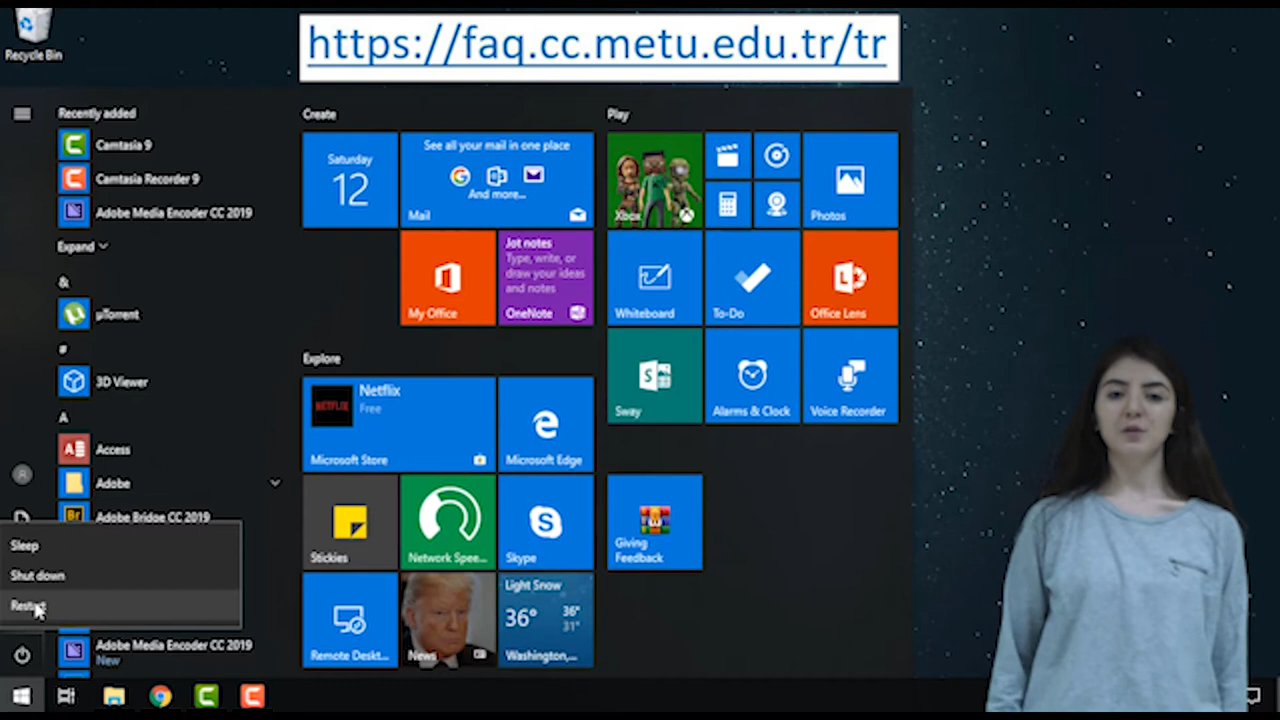 https://faq.cc.metu.edu.tr/tr
Recycle Bin
Recently added
Camtasia 9
Camtasia Recorder 9
Adobe Media Encoder CC 2019
Expand
&
µTorrent
#
3D Viewer
A
Access
Adobe
Adobe Bridge CC 2019
Sleep
Shut down
Restart
Adobe Media Encoder CC 2019
New
Create
Saturday
12
See all your mail in one place
And more...
Mail
My Office
Jot notes
Type, write, or
draw your ideas
and notes
OneNote
Explore
NETFLIX
Netflix
Free
Microsoft Store
Microsoft Edge
Stickies
Network Spee...
Skype
Remote Deskt...
News
Light Snow
36°
36°
31°
Washington,...
Play
Xbox
Photos
Whiteboard
To-Do
Office Lens
Sway
Alarms & Clock
Voice Recorder
Giving
Feedback